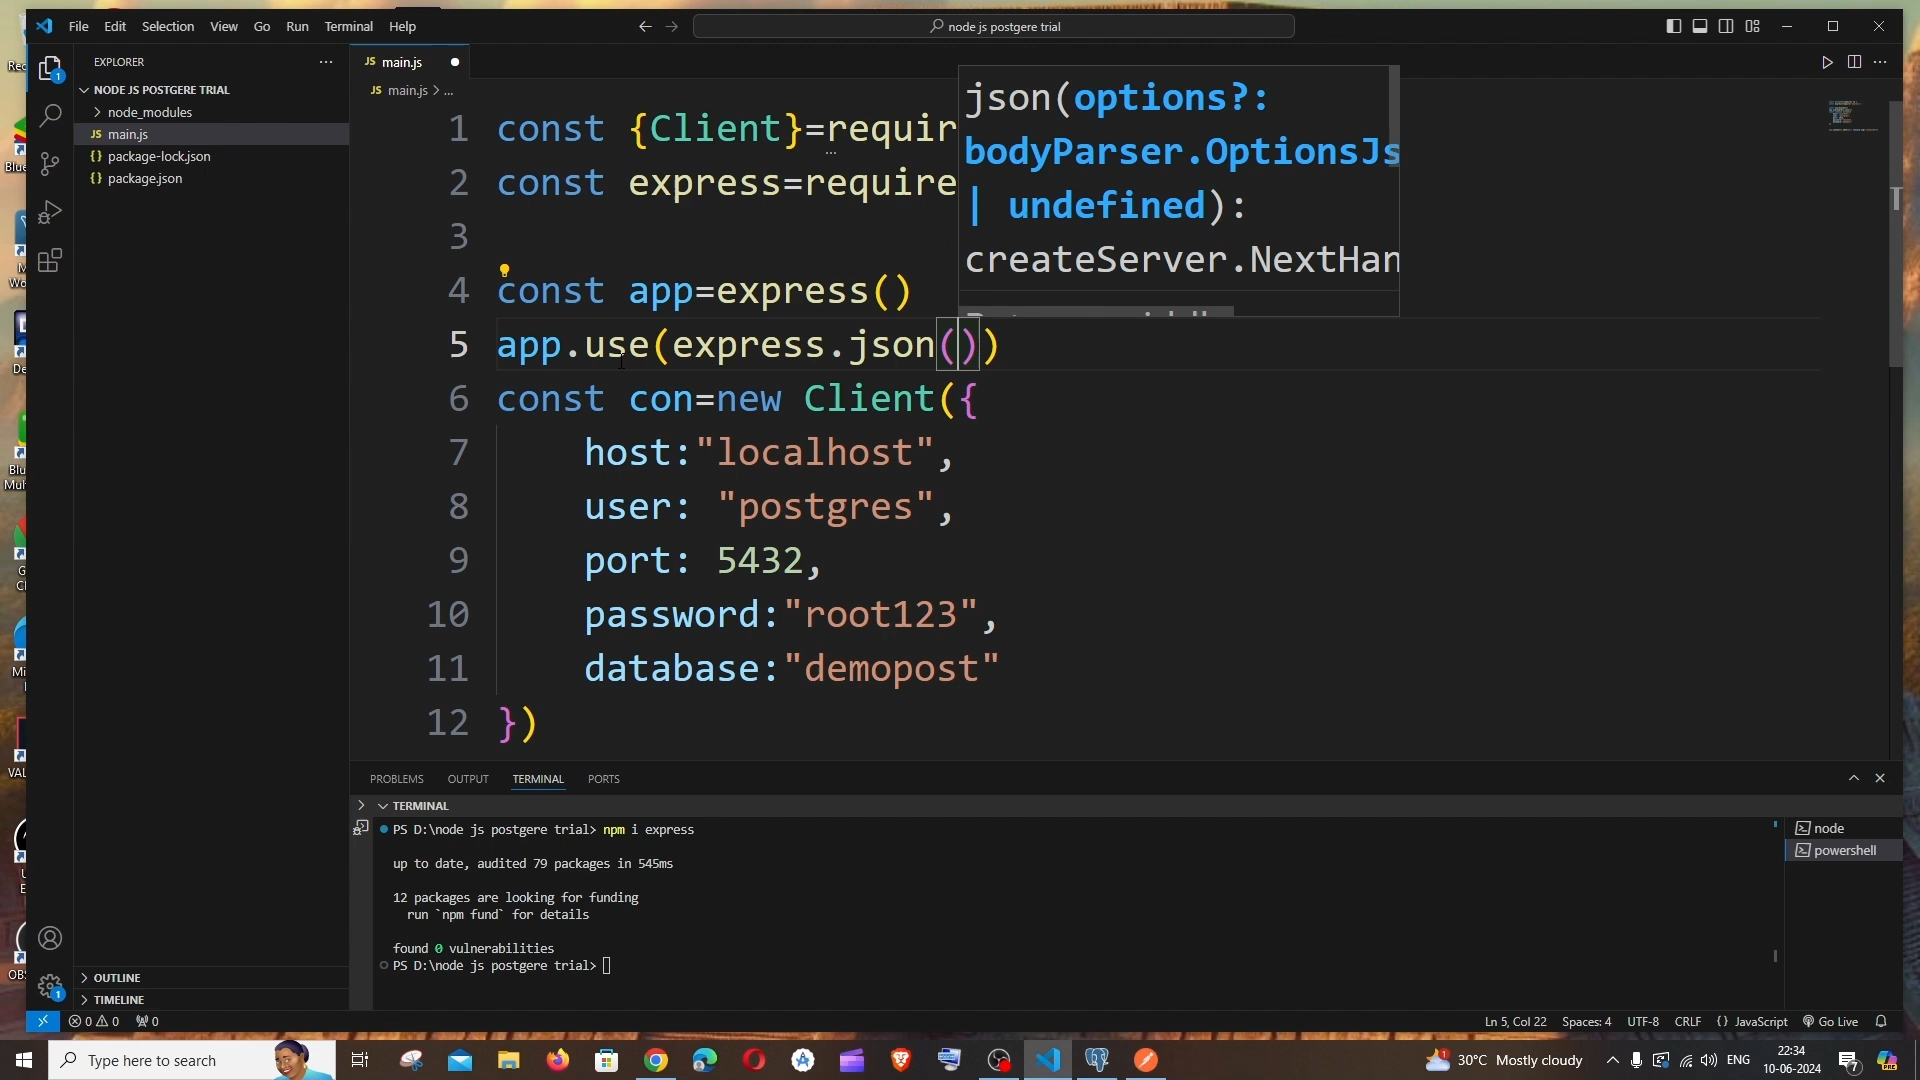 File Edit Selection View Go Run Terminal Help
node js postgere trial
EXPLORER
NODE JS POSTGERE TRIAL
node_modules
JS main.js
{} package-lock.json
{} package.json
OUTLINE
TIMELINE
JS main.js
JS main.js > ...
1 const {Client}=requir
2 const express=require
3
4 const app=express()
5 app.use(express.json())
6 const con=new Client({
7 host:"localhost",
8 user: "postgres",
9 port: 5432,
10 password:"root123",
11 database:"demopost"
12 })
json(options?:
bodyParser.OptionsJs
| undefined):
createServer.NextHan
PROBLEMS OUTPUT TERMINAL PORTS
TERMINAL
PS D:\node js postgere trial> npm i express
up to date, audited 79 packages in 545ms
12 packages are looking for funding
run `npm fund` for details
found 0 vulnerabilities
PS D:\node js postgere trial>
node
powershell
0 0 0
Ln 5, Col 22 Spaces: 4 UTF-8 CRLF {} JavaScript Go Live
Type here to search
30°C Mostly cloudy
ENG
22:34
10-06-2024